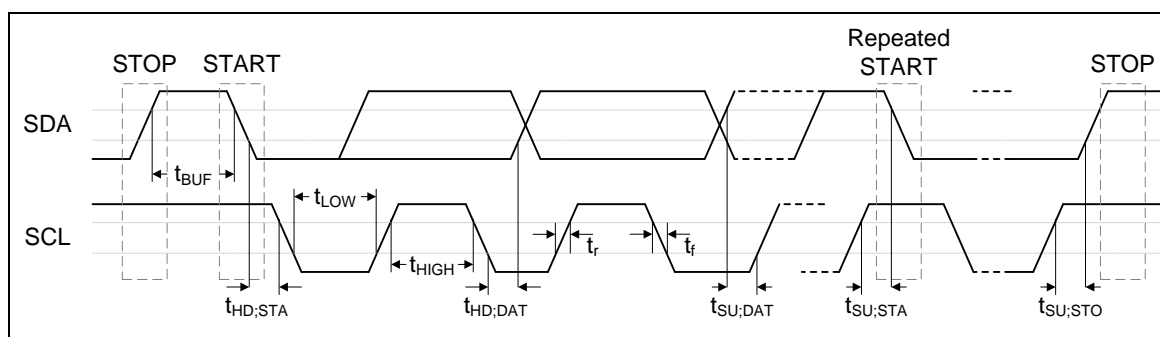 STOP
START
Repeated
START
STOP
SDA
tBUF
tLOW
SCL
tHIGH
tr
tf
tHD;STA
tHD;DAT
tSU;DAT
tSU;STA
tSU;STO